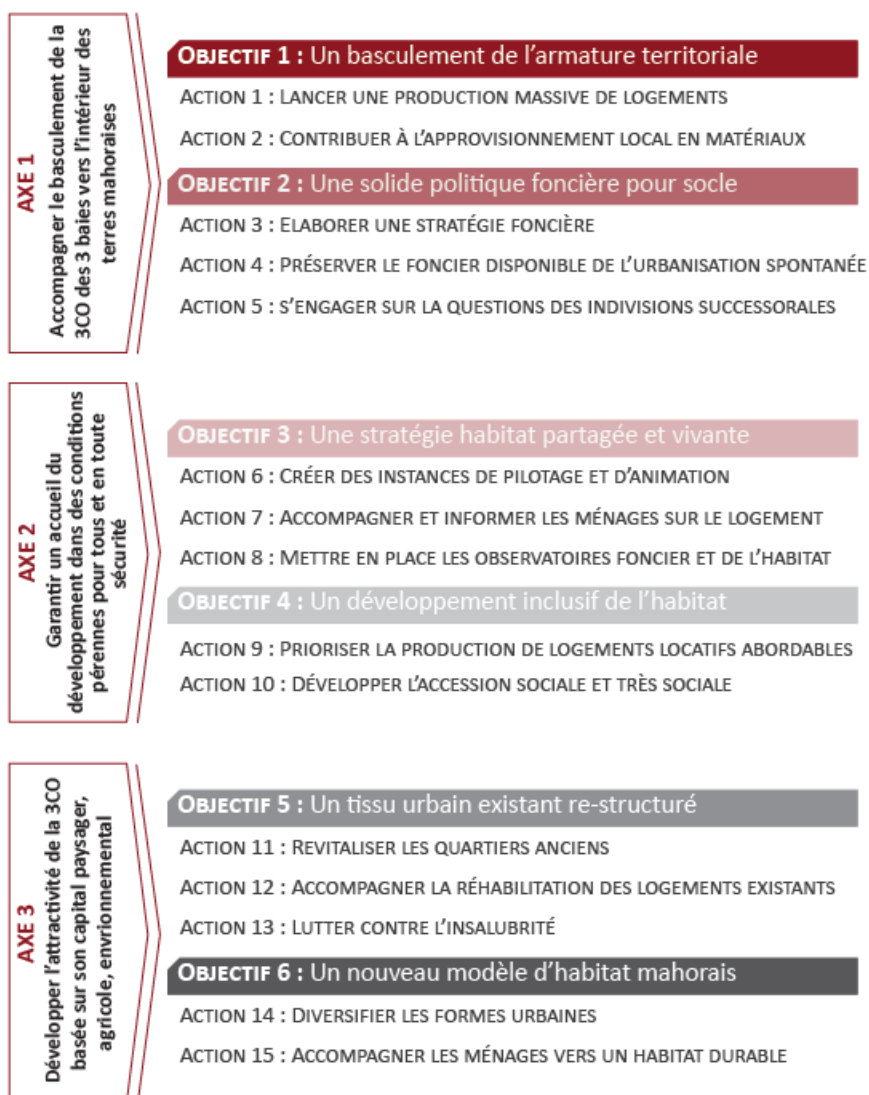 AXE 1
Accompagner le basculement de la
3CO des 3 baies vers l'intérieur des
terres mahoraises
OBJECTIF 1 : Un basculement de l'armature territoriale
ACTION 1 : LANCER UNE PRODUCTION MASSIVE DE LOGEMENTS
ACTION 2 : CONTRIBUER À L'APPROVISIONNEMENT LOCAL EN MATÉRIAUX
OBJECTIF 2 : Une solide politique foncière pour socle
ACTION 3 : ELABORER UNE STRATÉGIE FONCIÈRE
ACTION 4 : PRÉSERVER LE FONCIER DISPONIBLE DE L'URBANISATION SPONTANÉE
ACTION 5 : S'ENGAGER SUR LA QUESTIONS DES INDIVISIONS SUCCESSORALES
AXE 2
Garantir un accueil du
développement dans des conditions
pérennes pour tous et en toute
sécurité
OBJECTIF 3 : Une stratégie habitat partagée et vivante
ACTION 6 : CRÉER DES INSTANCES DE PILOTAGE ET D'ANIMATION
ACTION 7 : ACCOMPAGNER ET INFORMER LES MÉNAGES SUR LE LOGEMENT
ACTION 8 : METTRE EN PLACE LES OBSERVATOIRES FONCIER ET DE L'HABITAT
OBJECTIF 4 : Un développement inclusif de l'habitat
ACTION 9 : PRIORISER LA PRODUCTION DE LOGEMENTS LOCATIFS ABORDABLES
ACTION 10 : DÉVELOPPER L'ACCESSION SOCIALE ET TRÈS SOCIALE
AXE 3
Développer l'attractivité de la 3CO
basée sur son capital paysager,
agricole, envrionnemental
OBJECTIF 5 : Un tissu urbain existant re-structuré
ACTION 11 : REVITALISER LES QUARTIERS ANCIENS
ACTION 12 : ACCOMPAGNER LA RÉHABILITATION DES LOGEMENTS EXISTANTS
ACTION 13 : LUTTER CONTRE L'INSALUBRITÉ
OBJECTIF 6 : Un nouveau modèle d'habitat mahorais
ACTION 14 : DIVERSIFIER LES FORMES URBAINES
ACTION 15 : ACCOMPAGNER LES MÉNAGES VERS UN HABITAT DURABLE